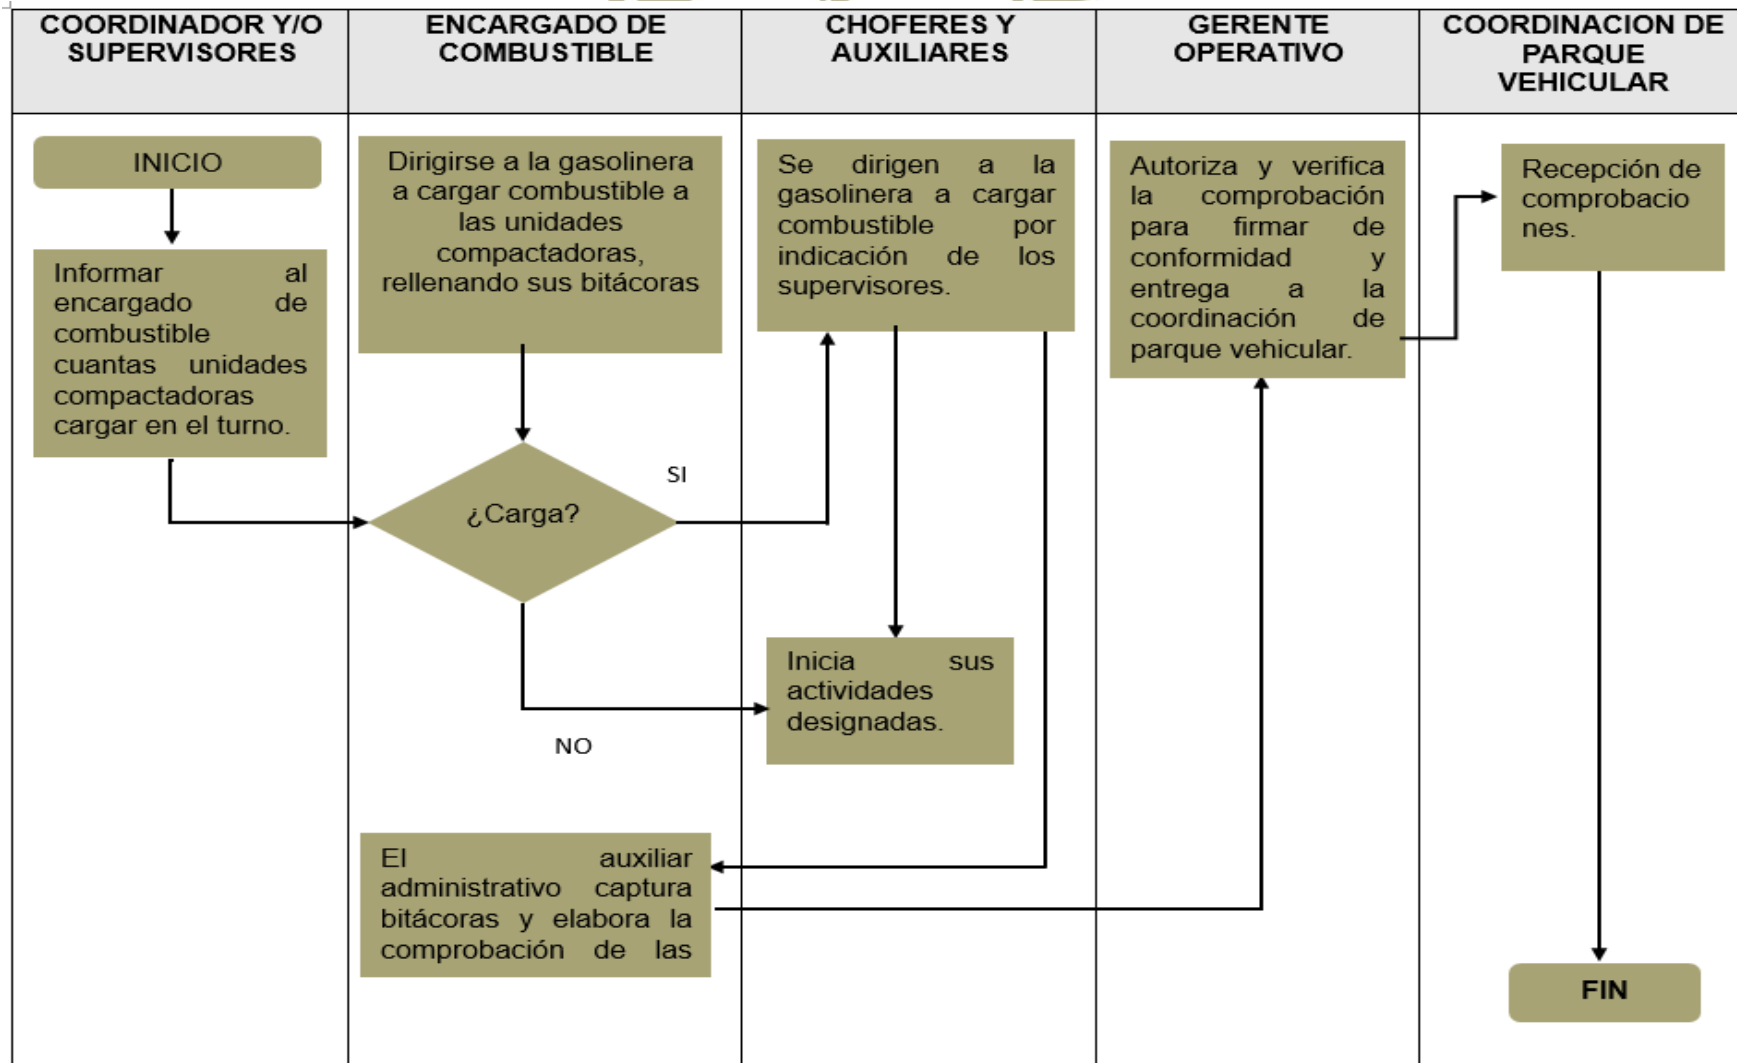 COORDINADOR Y/O
SUPERVISORES
ENCARGADO DE
COMBUSTIBLE
CHOFERES Y
AUXILIARES
GERENTE
OPERATIVO
COORDINACION DE
PARQUE
VEHICULAR
INICIO
Informar al
encargado de
combustible
cuantas unidades
compactadoras
cargar en el turno.
Dirigirse a la gasolinera
a cargar combustible a
las unidades
compactadoras,
rellenando sus bitácoras
¿Carga?
SI
NO
El auxiliar
administrativo captura
bitácoras y elabora la
comprobación de las
Se dirigen a la
gasolinera a cargar
combustible por
indicación de los
supervisores.
Inicia sus
actividades
designadas.
Autoriza y verifica
la comprobación
para firmar de
conformidad y
entrega a la
coordinación de
parque vehicular.
Recepción de
comprobacio
nes.
FIN